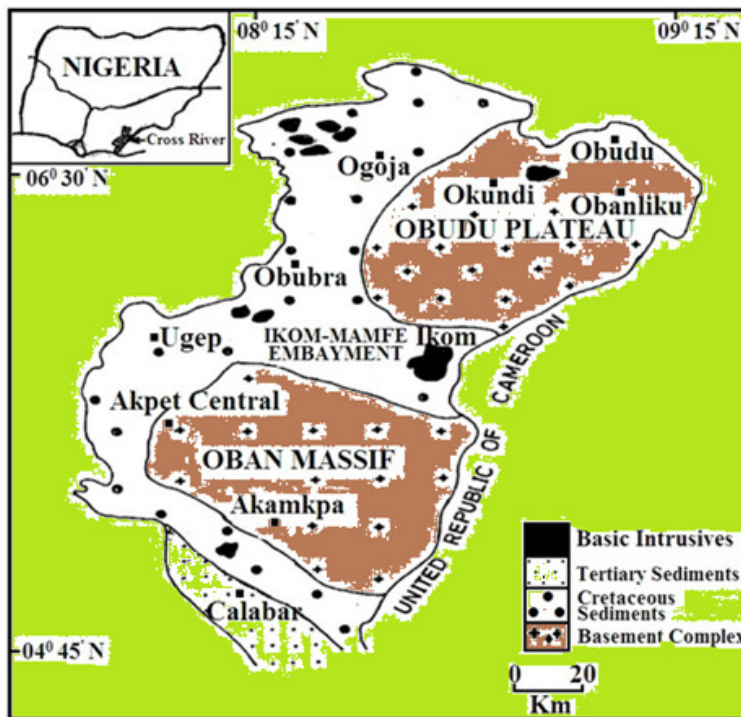 08⁰ 15' E
09⁰ 15' E
NIGERIA
Cross River
06⁰ 30' N
Ogoja
Obudu
Okundi
Obanliku
OBUDU PLATEAU
Obubra
Ugep
IKOM-MAMFE
EMBAYMENT
Ikom
CAMEROON
Akpet Central
OBAN MASSIF
Akamkpa
UNITED REPUBLIC OF
Calabar
04⁰ 45' N
Basic Intrusives
Tertiary Sediments
Cretaceous
Sediments
Basement Complex
0 20
Km